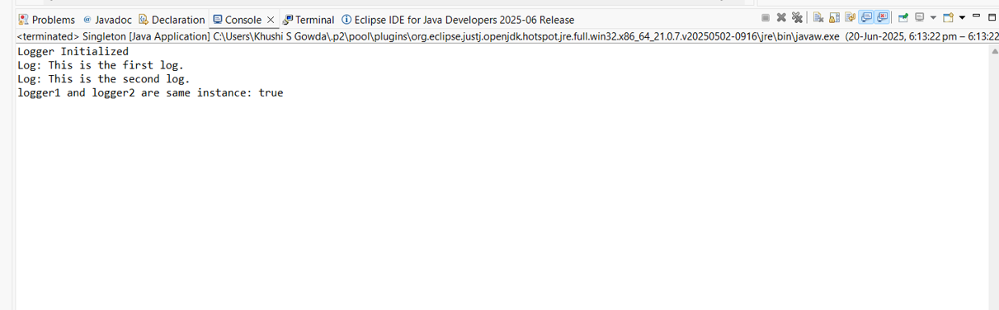 Problems Javadoc Declaration Console Terminal Eclipse IDE for Java Developers 2025-06 Release
<terminated> Singleton [Java Application] C:\Users\Khushi S Gowda\.p2\pool\plugins\org.eclipse.justj.openjdk.hotspot.jre.full.win32.x86_64_21.0.7.v20250502-0916\jre\bin\javaw.exe (20-Jun-2025, 6:13:22 pm – 6:13:22
Logger Initialized
Log: This is the first log.
Log: This is the second log.
logger1 and logger2 are same instance: true